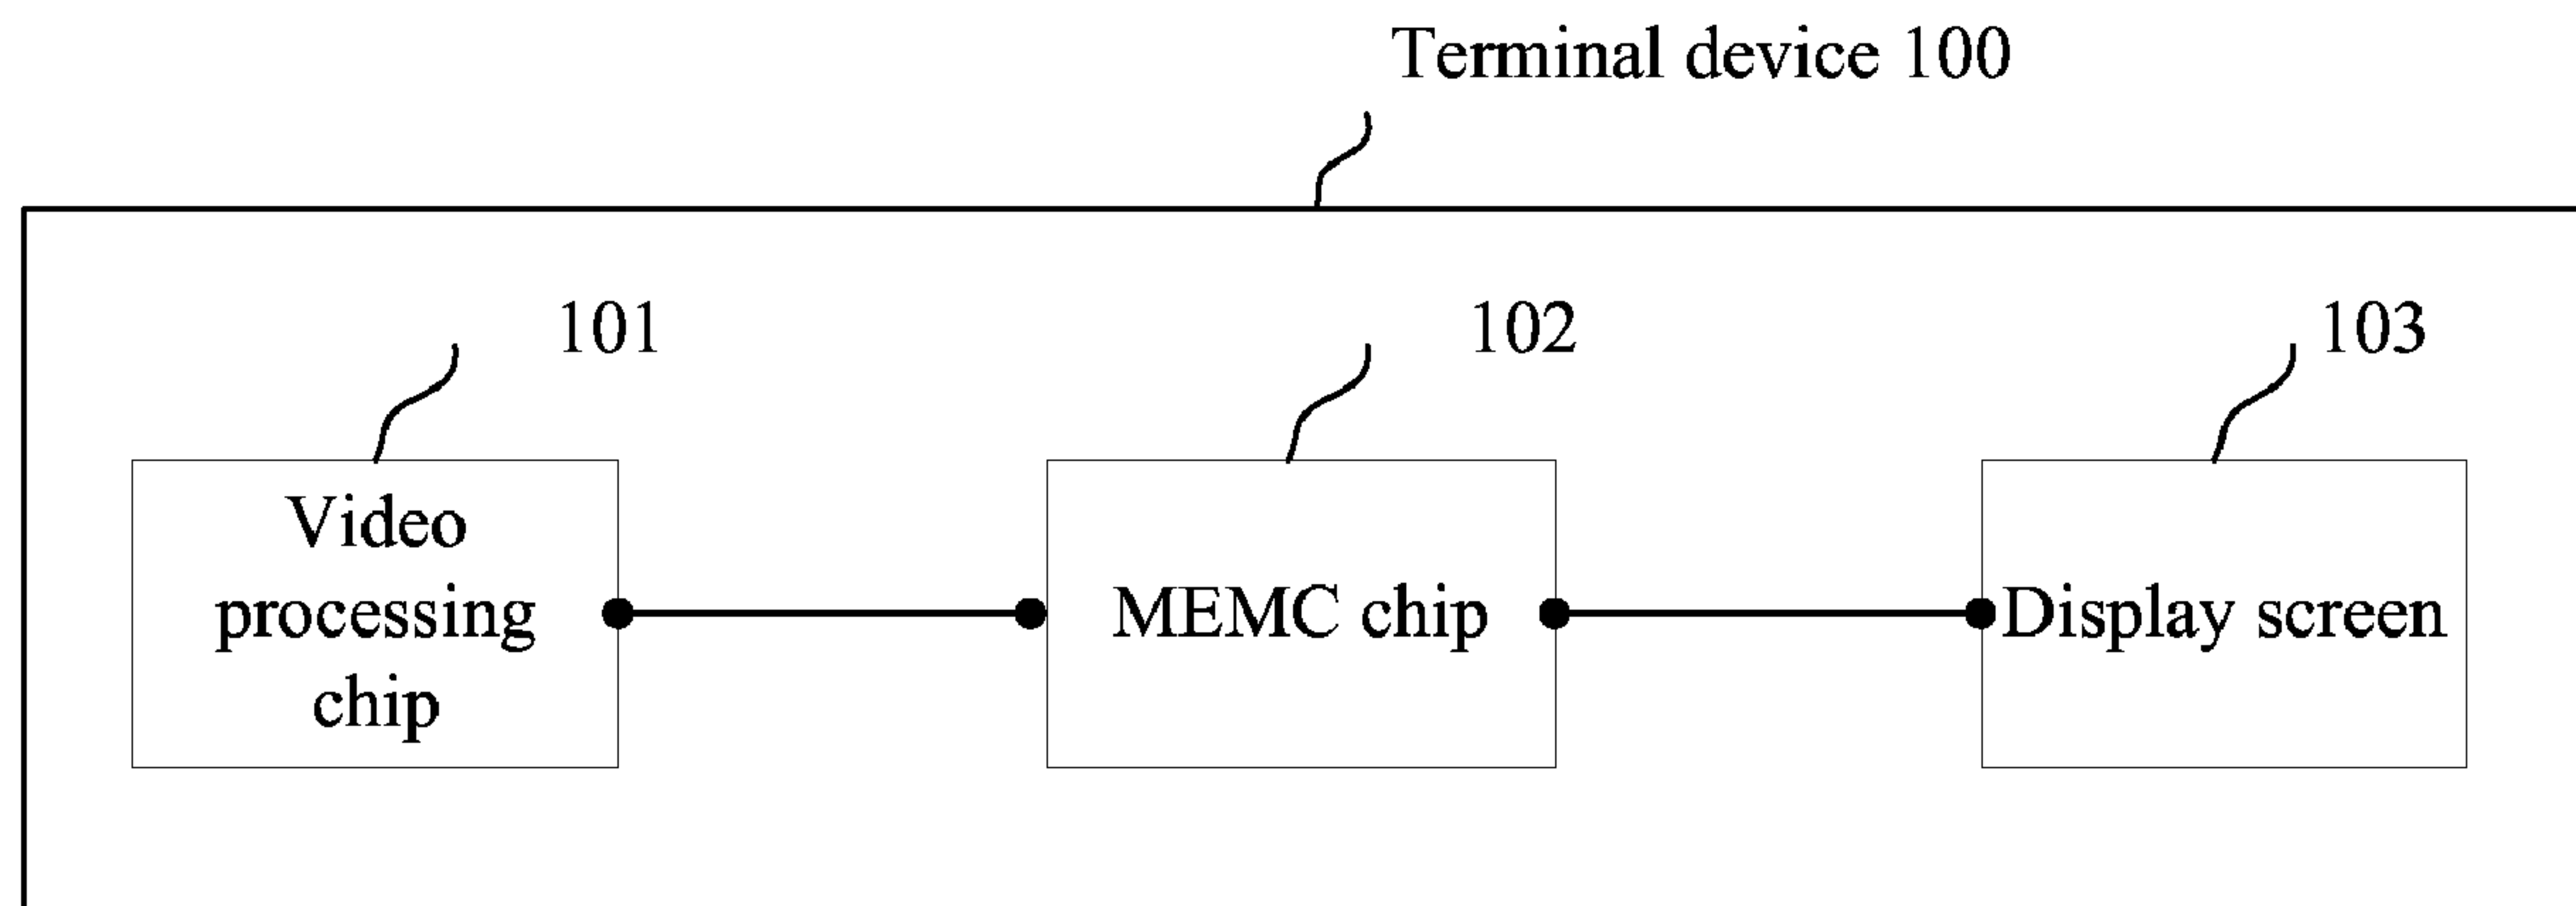 Terminal device 100
101
102
103
Video
processing
chip
MEMC chip
Display screen